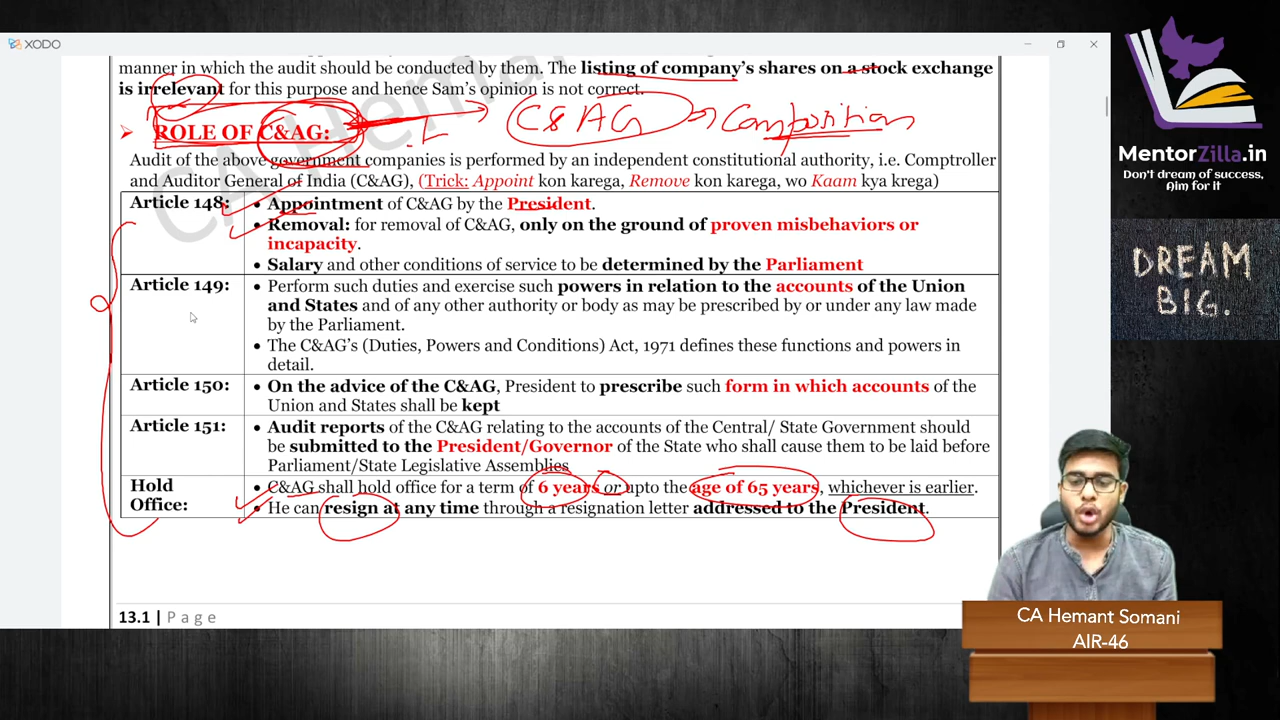 XODO
manner in which the audit should be conducted by them. The listing of company's shares on a stock exchange
is irrelevant for this purpose and hence Sam's opinion is not correct.
C&AG → Composition
➢ ROLE OF C&AG:
Audit of the above government companies is performed by an independent constitutional authority, i.e. Comptroller
and Auditor General of India (C&AG), (Trick: Appoint kon karega, Remove kon karega, wo Kaam kya krega)
Article 148: • Appointment of C&AG by the President.
• Removal: for removal of C&AG, only on the ground of proven misbehaviors or
incapacity.
• Salary and other conditions of service to be determined by the Parliament
Article 149: • Perform such duties and exercise such powers in relation to the accounts of the Union
and States and of any other authority or body as may be prescribed by or under any law made
by the Parliament.
• The C&AG's (Duties, Powers and Conditions) Act, 1971 defines these functions and powers in
detail.
Article 150: • On the advice of the C&AG, President to prescribe such form in which accounts of the
Union and States shall be kept
Article 151: • Audit reports of the C&AG relating to the accounts of the Central/ State Government should
be submitted to the President/Governor of the State who shall cause them to be laid before
Parliament/State Legislative Assemblies
Hold • C&AG shall hold office for a term of 6 years or upto the age of 65 years, whichever is earlier.
Office: • He can resign at any time through a resignation letter addressed to the President.
13.1 | Page
CA Hem
MentorZilla.in
Don't dream of success,
Aim for it
DREAM
BIG.
CA Hemant Somani
AIR-46